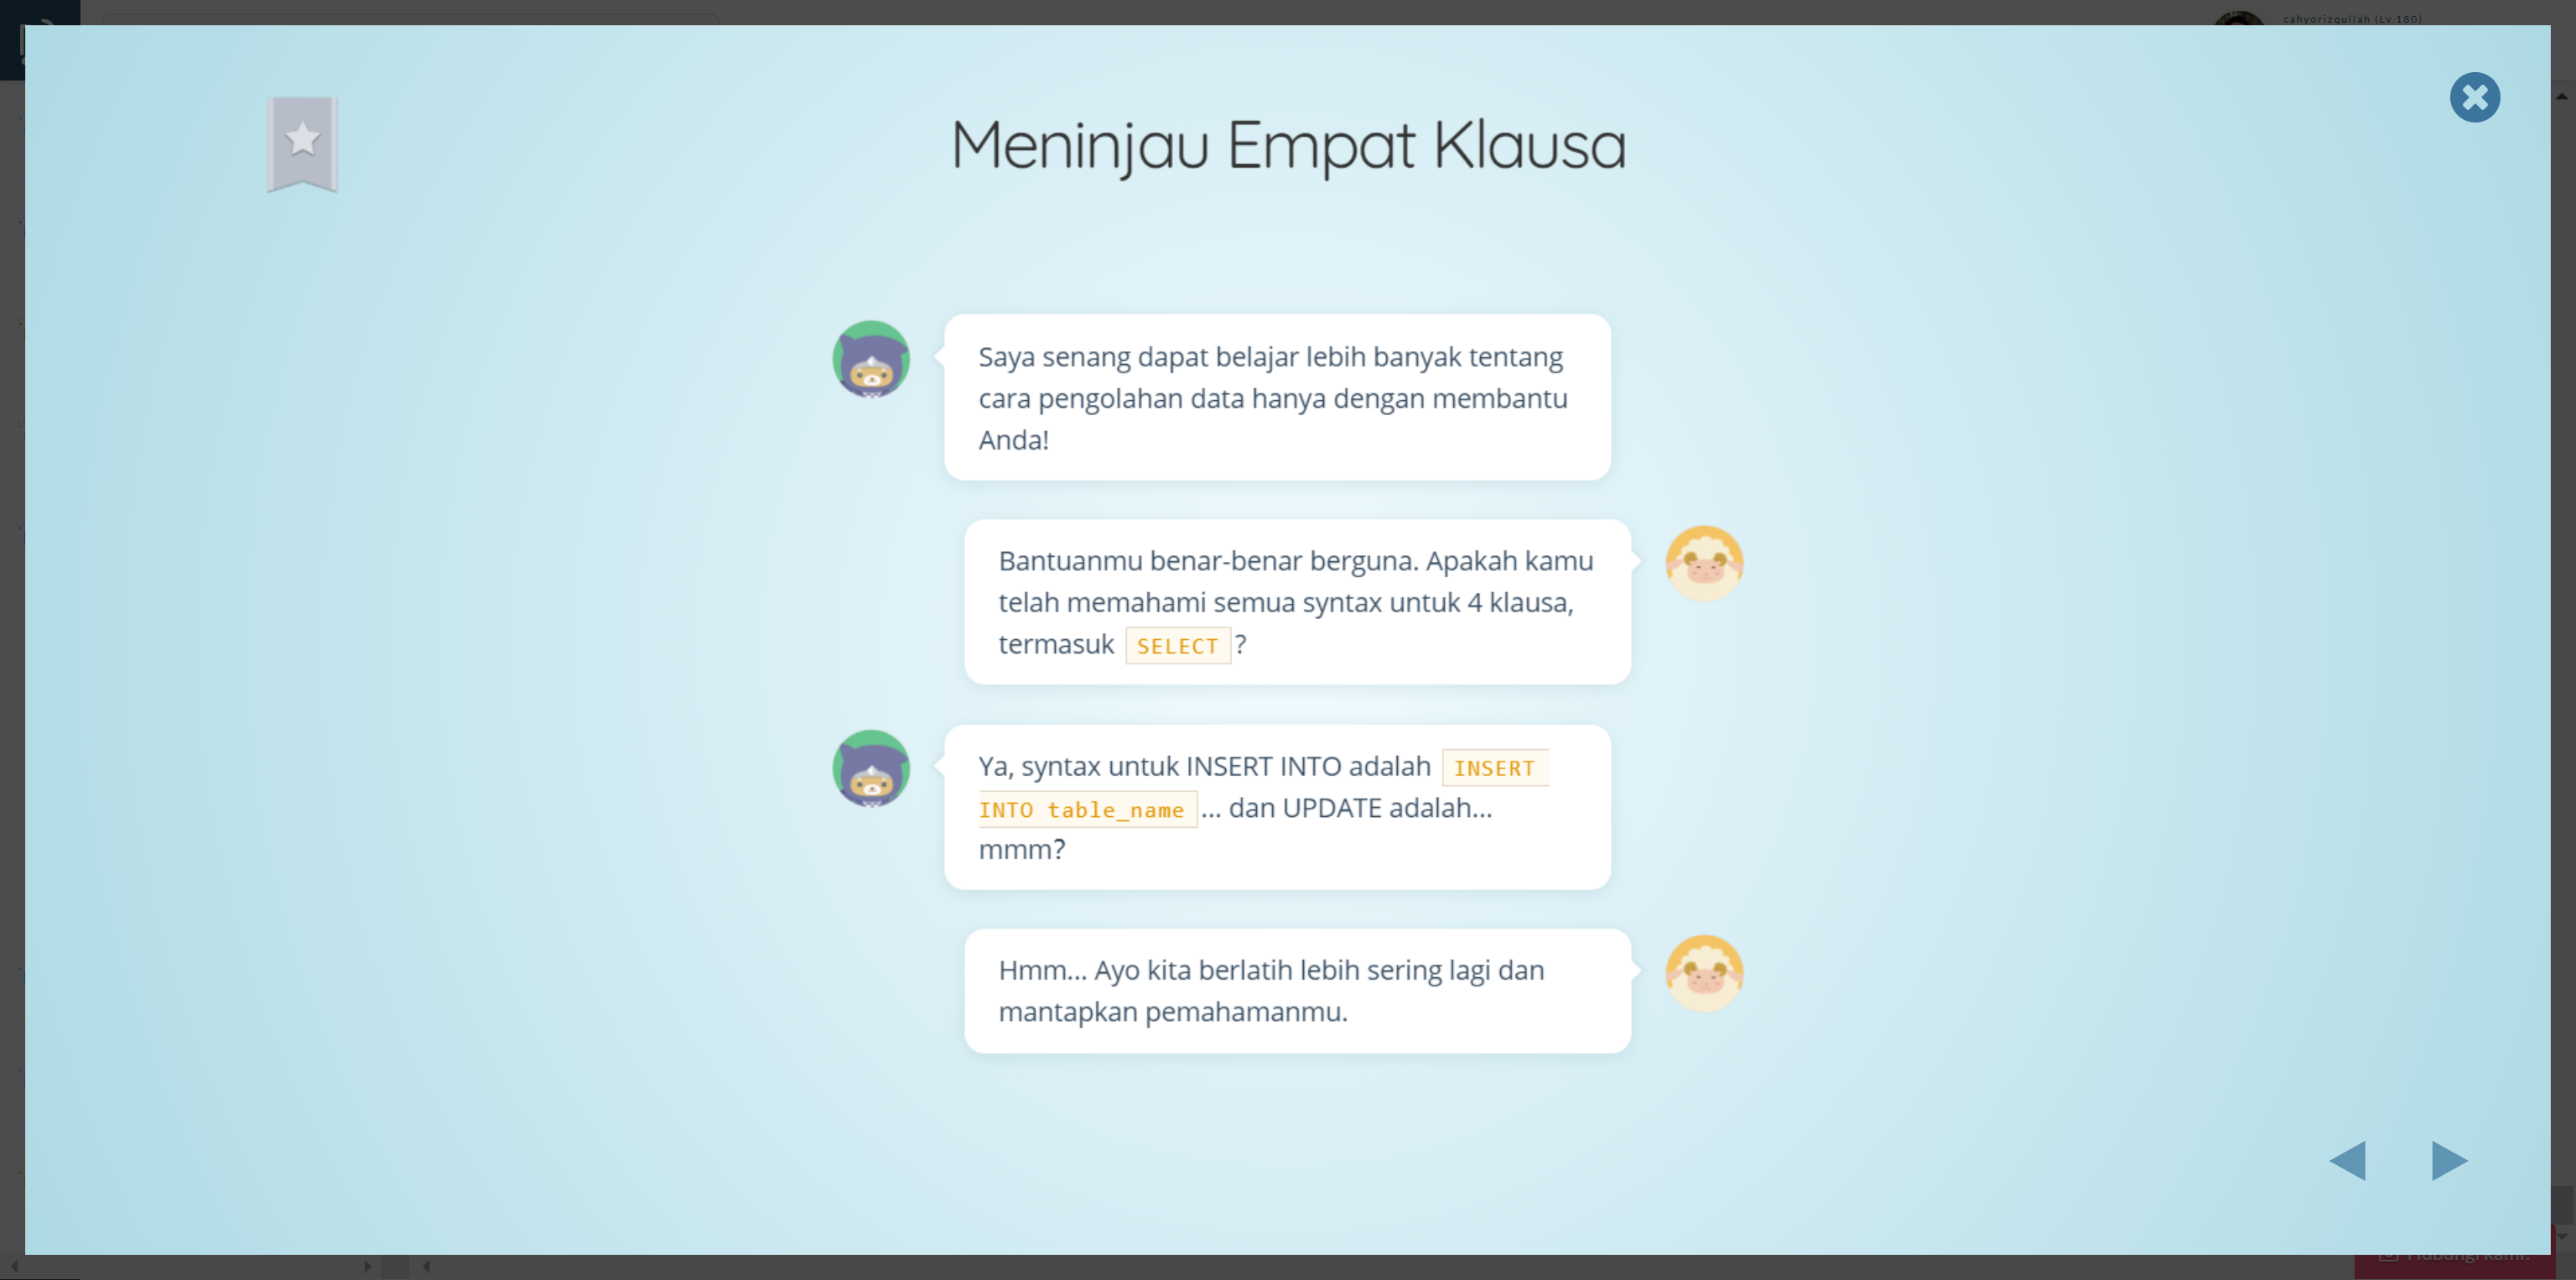 cahyorizqullah (Lv.180)
Meninjau Empat Klausa
Saya senang dapat belajar lebih banyak tentang
cara pengolahan data hanya dengan membantu
Anda!
Bantuanmu benar-benar berguna. Apakah kamu
telah memahami semua syntax untuk 4 klausa,
termasuk SELECT ?
Ya, syntax untuk INSERT INTO adalah INSERT
INTO table_name ... dan UPDATE adalah...
mmm?
Hmm... Ayo kita berlatih lebih sering lagi dan
mantapkan pemahamanmu.
Hubungi kami!